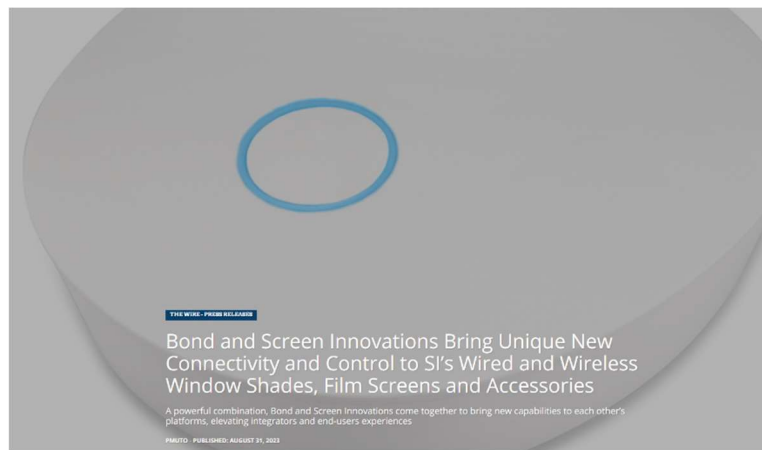 THE WIRE - PRESS RELEASES
Bond and Screen Innovations Bring Unique New
Connectivity and Control to SI's Wired and Wireless
Window Shades, Film Screens and Accessories
A powerful combination, Bond and Screen Innovations come together to bring new capabilities to each other's
platforms, elevating integrators and end-users experiences
PMUTO · PUBLISHED: AUGUST 31, 2023